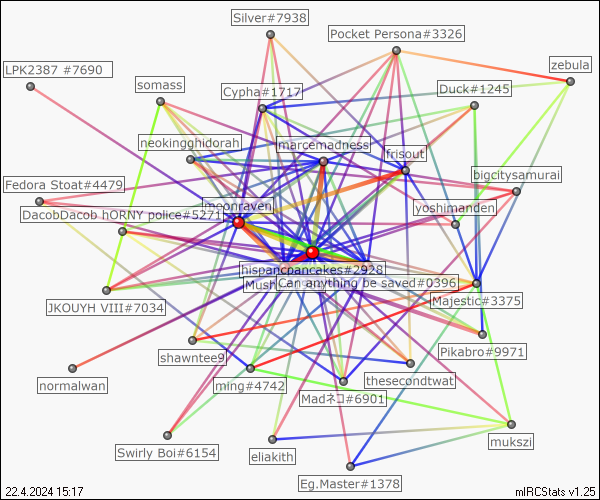 Silver#7938
Pocket Persona#3326
zebula
LPK2387 #7690
somass
Cypha#1717
Duck#1245
neokingghidorah
marcemadness
frisout
bigcitysamurai
Fedora Stoat#4479
DacobDacob hORNY police#5271
moonraven
yoshimanden
hispancpancakes#2928
Mush
Can anything be saved#0396
Majestic#3375
JKOUYH VIII#7034
Pikabro#9971
shawntee9
normalwan
ming#4742
thesecondtwat
Madネコ#6901
Swirly Boi#6154
eliakith
mukszi
Eg.Master#1378
22.4.2024 15:17
mIRCStats v1.25